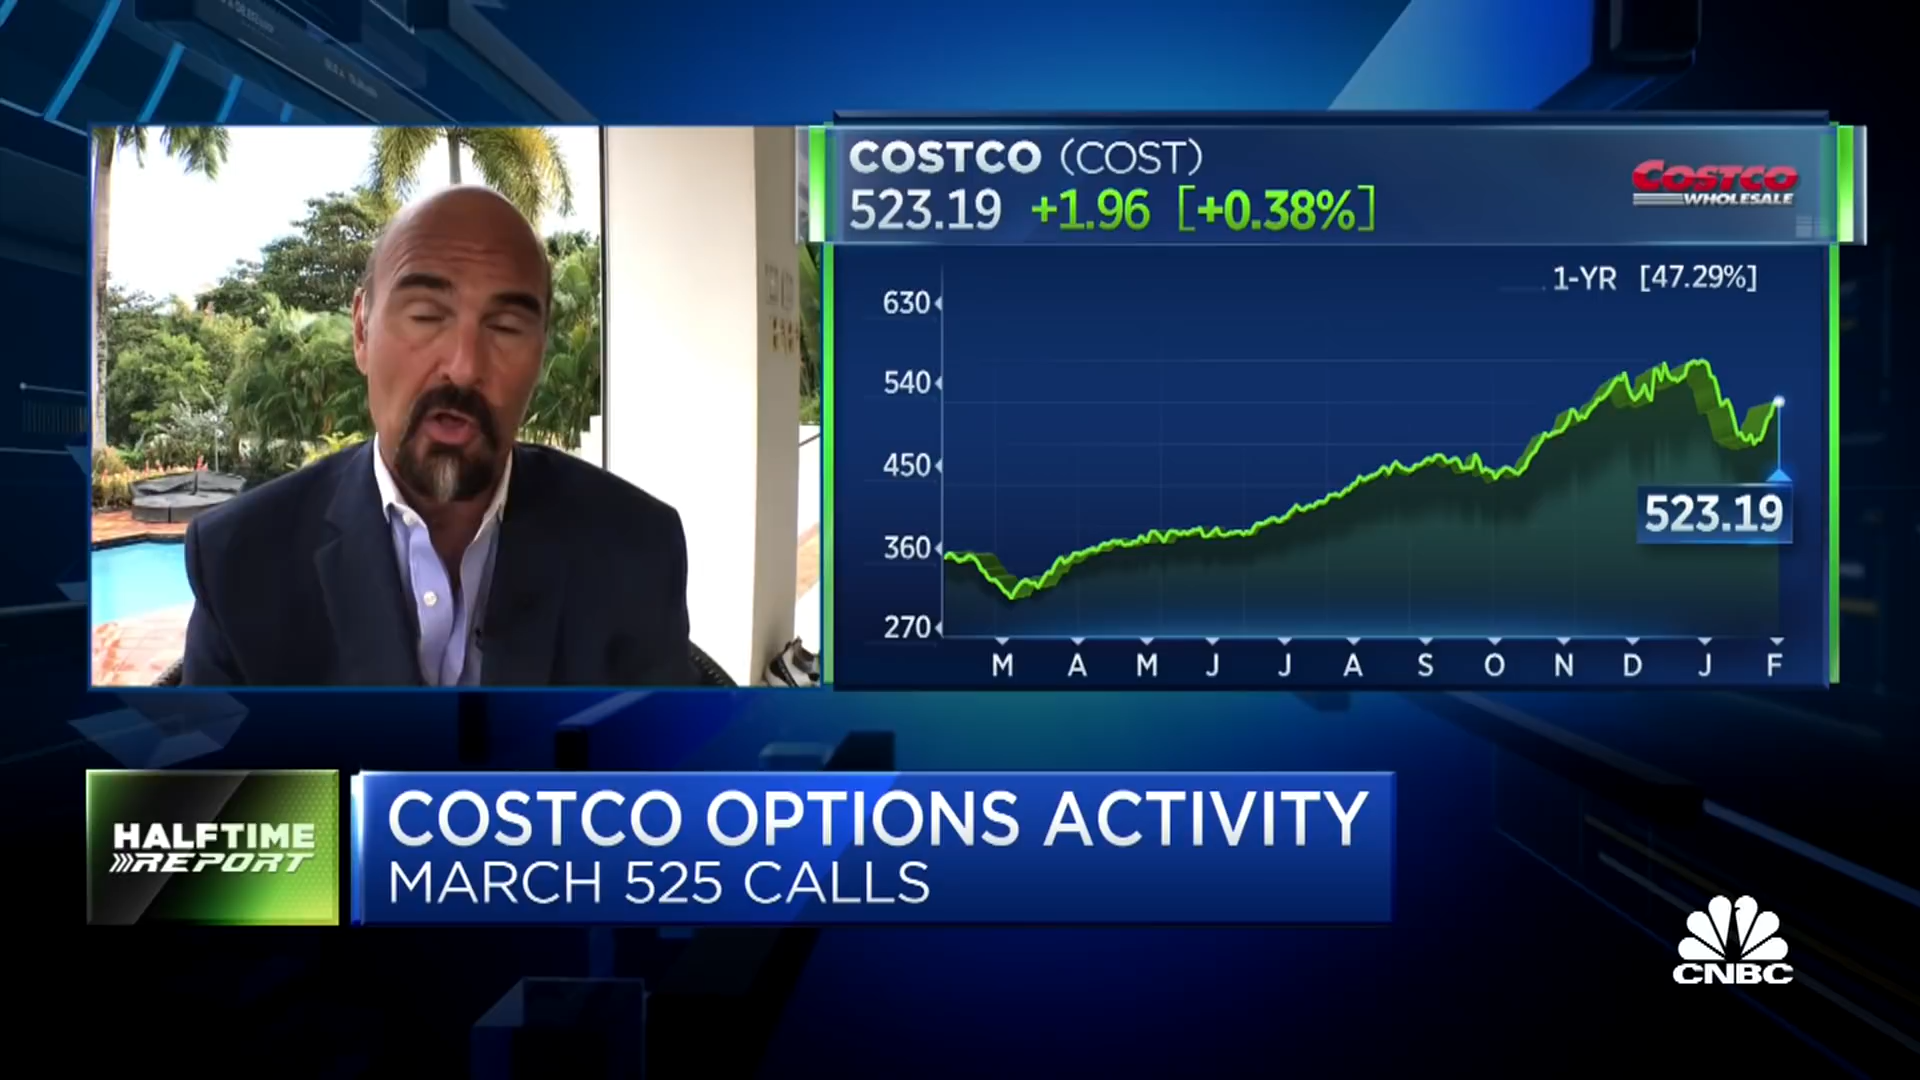 COSTCO (COST)
523.19 +1.96 [+0.38%]
COSTCO
WHOLESALE
1-YR [47.29%]
630
540
450
360
270
523.19
M A M J J A S O N D J F
HALFTIME
REPORT
COSTCO OPTIONS ACTIVITY
MARCH 525 CALLS
CNBC